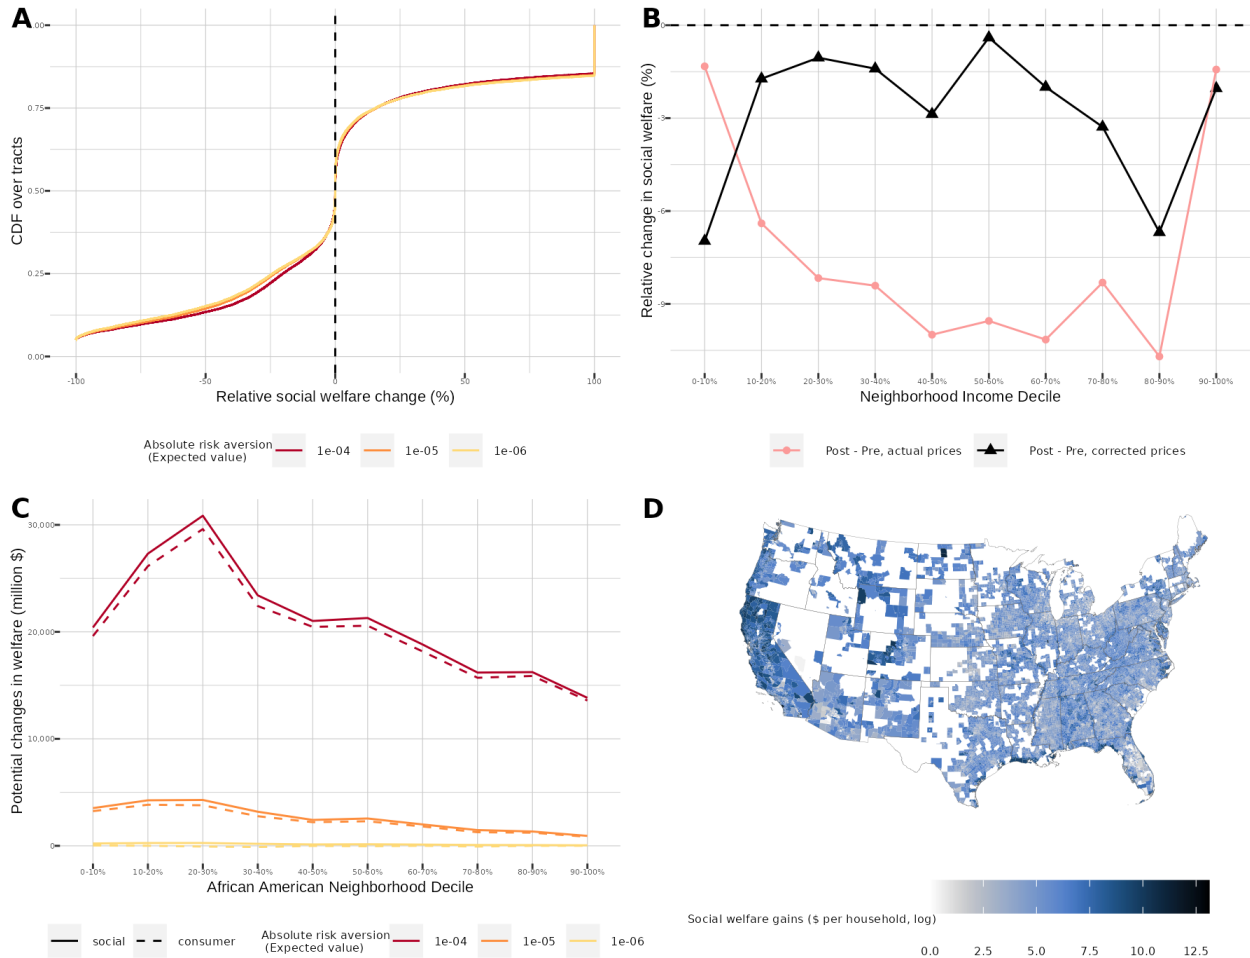 A
.00
0.75
0.50
0.25
0.00
CDF over tracts
-100
-50
0
50
100
Relative social welfare change (%)
Absolute risk aversion
(Expected value)
1e-04
1e-05
1e-06
B
0
-3
-6
-9
Relative change in social welfare (%)
0-10%
10-20%
20-30%
30-40%
40-50%
50-60%
60-70%
70-80%
80-90%
90-100%
Neighborhood Income Decile
Post - Pre, actual prices
Post - Pre, corrected prices
C
30.000
20.000
10.000
0
Potential changes in welfare (million $)
0-10%
10-20%
20-30%
30-40%
40-50%
50-60%
60-70%
70-80%
80-90%
90-100%
African American Neighborhood Decile
social
consumer
Absolute risk aversion
(Expected value)
1e-04
1e-05
1e-06
D
Social welfare gains ($ per household, log)
0.0
2.5
5.0
7.5
10.0
12.5